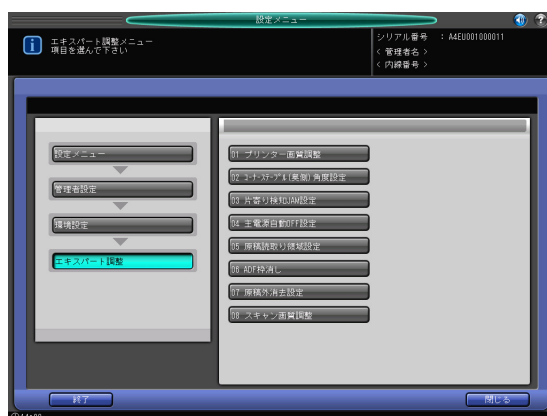 設定メニュー
エキスパート調整メニュー
項目を選んで下さい
シリアル番号 : A4EU001000011
< 管理者名 >
< 内線番号 >
設定メニュー
管理者設定
環境設定
エキスパート調整
01 プリンター画質調整
02 コーナーステープル(奥側)角度設定
03 片寄り検知JAM設定
04 主電源自動OFF設定
05 原稿読取り領域設定
06 ADF枠消し
07 原稿外消去設定
08 スキャン画質調整
終了
閉じる